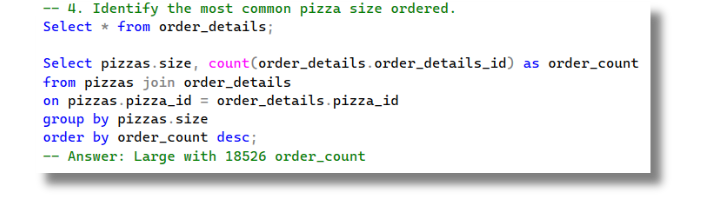 -- 4. Identify the most common pizza size ordered.
Select * from order_details;
Select pizzas.size, count(order_details.order_details_id) as order_count
from pizzas join order_details
on pizzas.pizza_id = order_details.pizza_id
group by pizzas.size
order by order_count desc;
-- Answer: Large with 18526 order_count